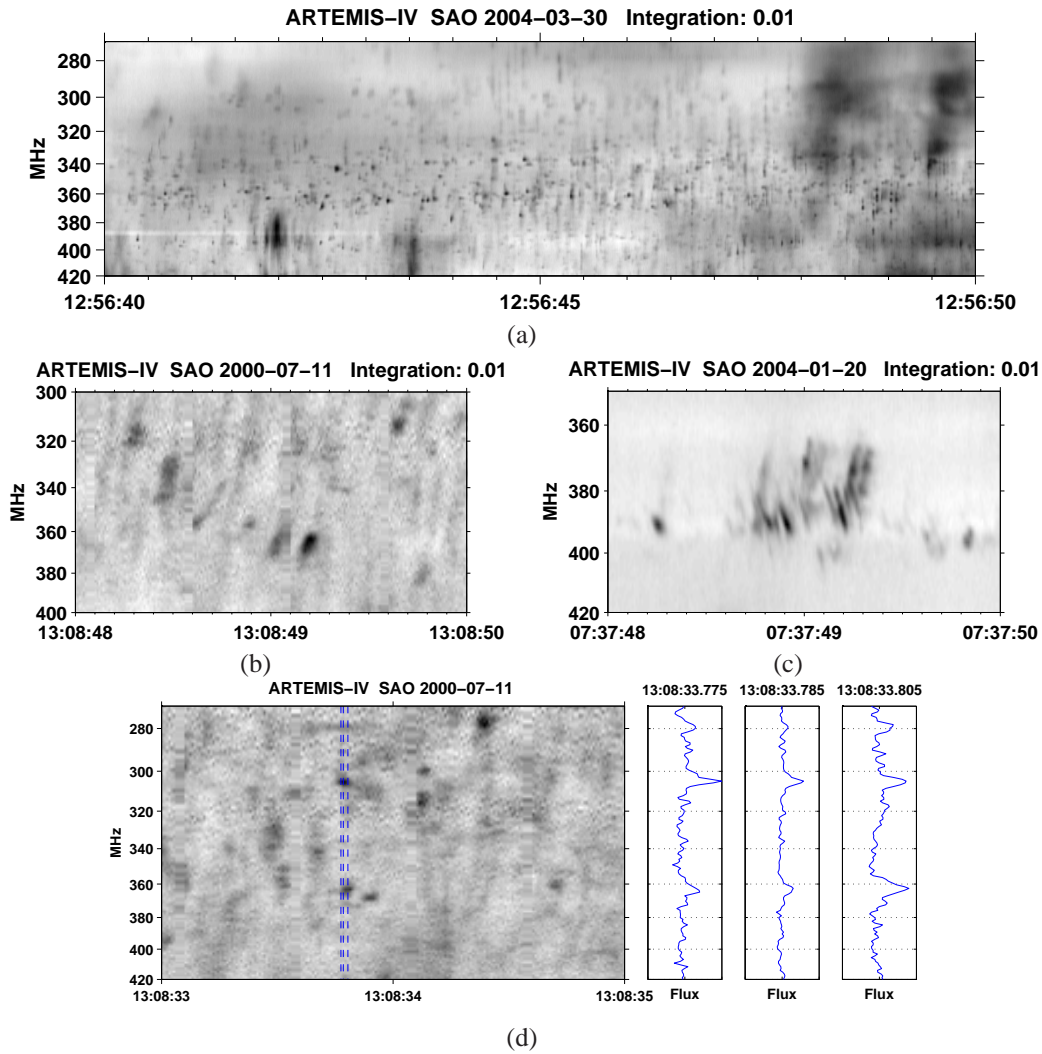 ARTEMIS–IV SAO 2004–03–30 Integration: 0.01
MHz
280
300
320
340
360
380
400
420
12:56:40
12:56:45
12:56:50
(a)
ARTEMIS–IV SAO 2000–07–11 Integration: 0.01
MHz
300
320
340
360
380
400
13:08:48
13:08:49
13:08:50
(b)
ARTEMIS–IV SAO 2004–01–20 Integration: 0.01
MHz
360
380
400
420
07:37:48
07:37:49
07:37:50
(c)
ARTEMIS–IV SAO 2000–07–11
MHz
280
300
320
340
360
380
400
420
13:08:33
13:08:34
13:08:35
13:08:33.775
13:08:33.785
13:08:33.805
Flux
Flux
Flux
(d)